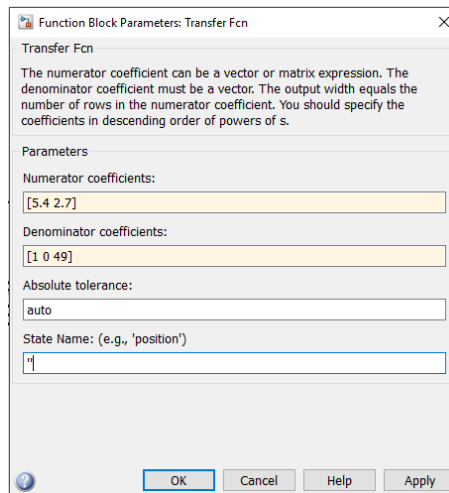 Function Block Parameters: Transfer Fcn
Transfer Fcn
The numerator coefficient can be a vector or matrix expression. The
denominator coefficient must be a vector. The output width equals the
number of rows in the numerator coefficient. You should specify the
coefficients in descending order of powers of s.
Parameters
Numerator coefficients:
[5.4 2.7]
Denominator coefficients:
[1 0 49]
Absolute tolerance:
auto
State Name: (e.g., 'position')
''
OK Cancel Help Apply